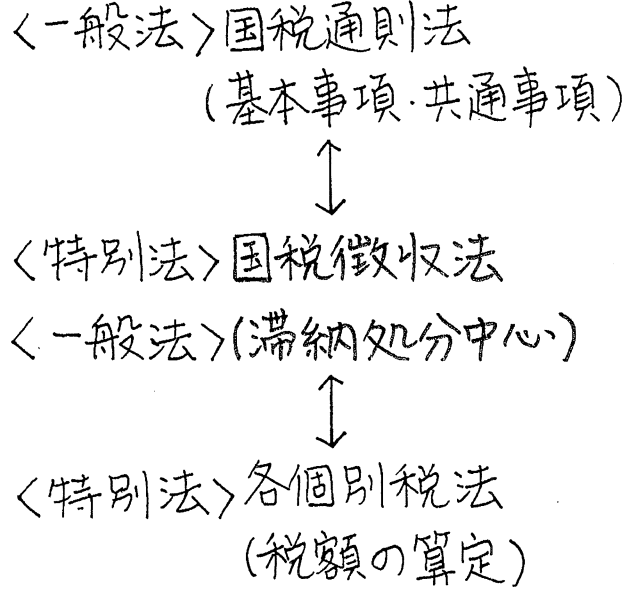 <一般法>国税通則法
(基本事項・共通事項)
<特別法>国税徴収法
<一般法>(滞納処分中心)
<特別法>各個別税法
(税額の算定)